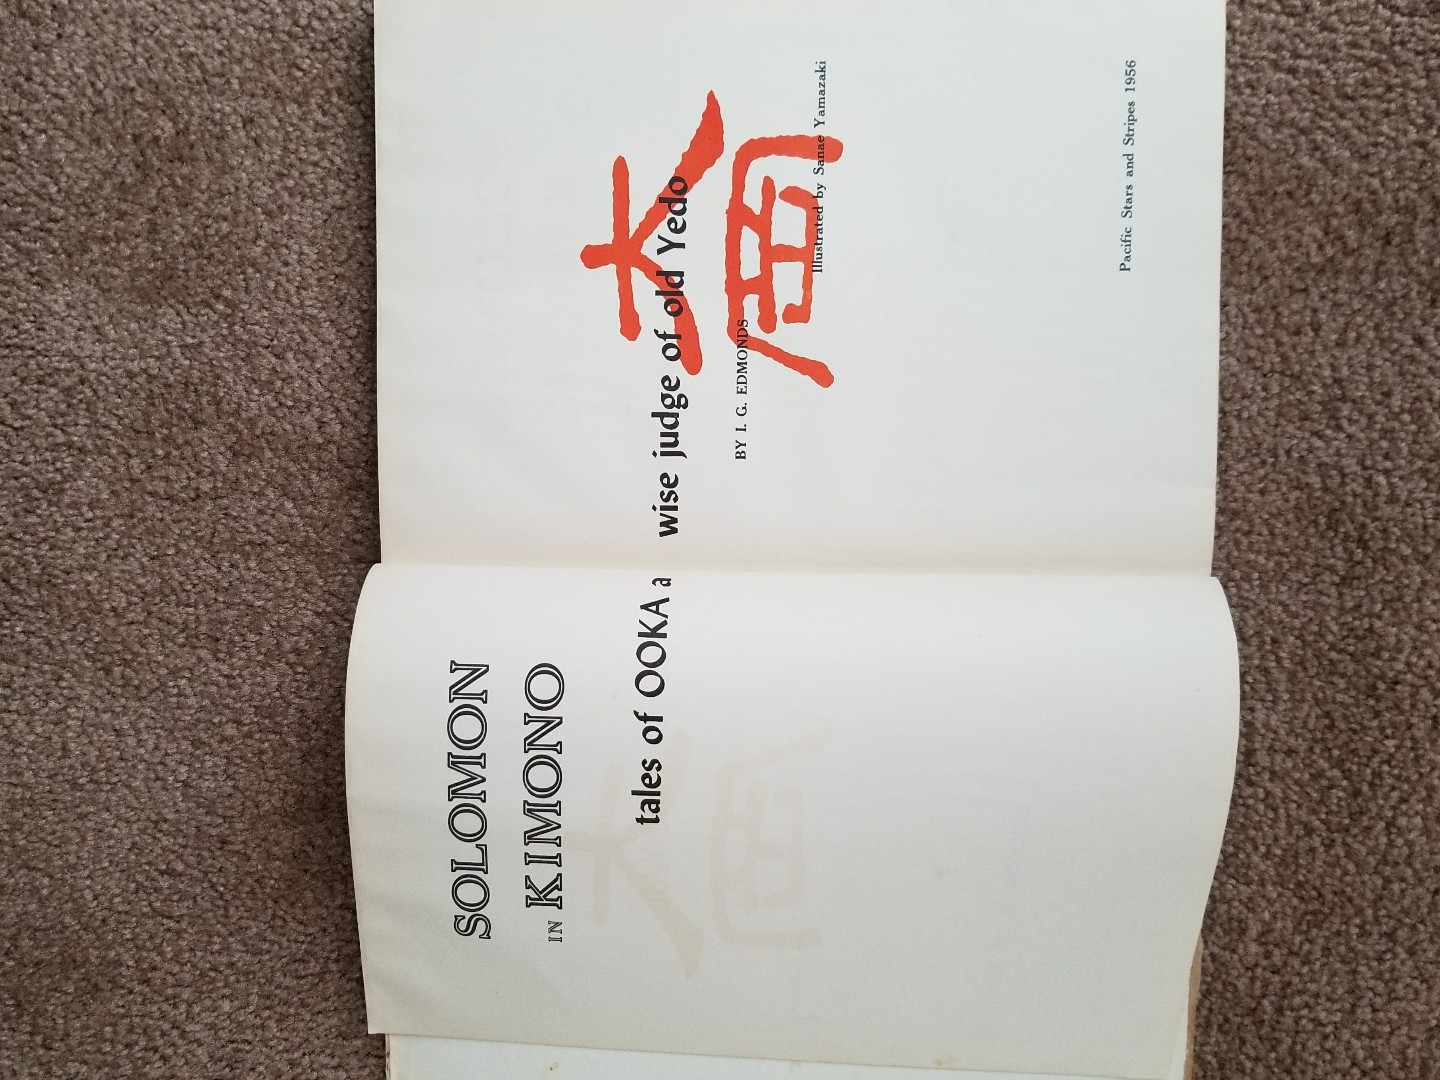 SOLOMON
IN KIMONO
tales of OOKA a wise judge of old Yedo
BY I. G. EDMONDS
大岡
Illustrated by Sanae Yamazaki
Pacific Stars and Stripes 1956